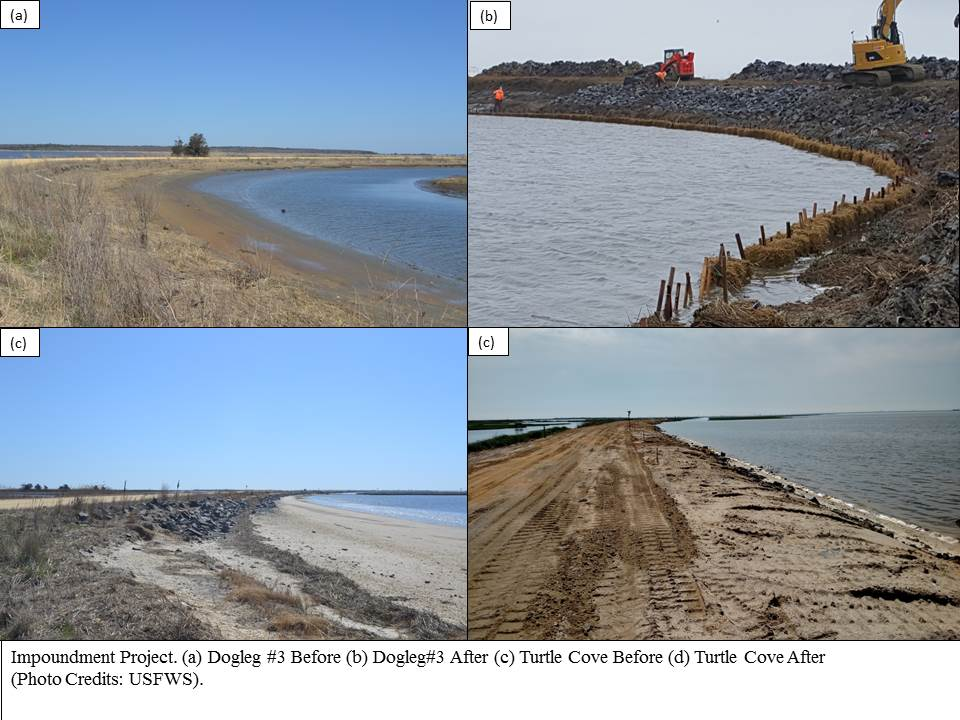 (a)
(b)
(c)
(c)
Impoundment Project. (a) Dogleg #3 Before (b) Dogleg#3 After (c) Turtle Cove Before (d) Turtle Cove After
(Photo Credits: USFWS).